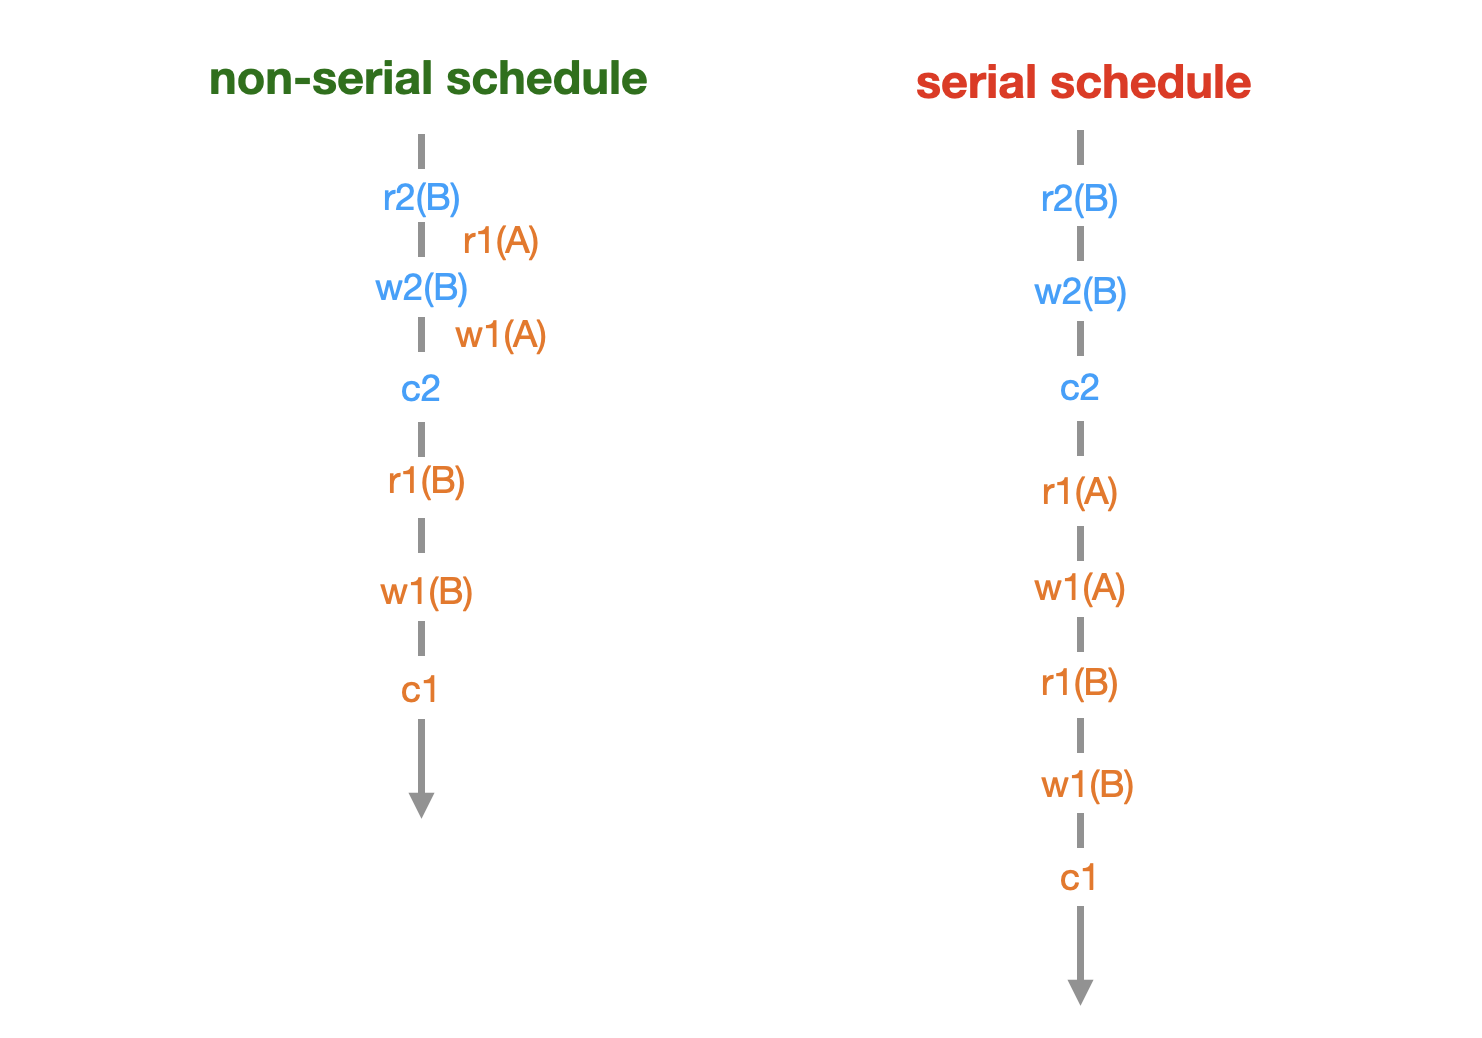 non-serial schedule
r2(B)
r1(A)
w2(B)
w1(A)
c2
r1(B)
w1(B)
c1
serial schedule
r2(B)
w2(B)
c2
r1(A)
w1(A)
r1(B)
w1(B)
c1